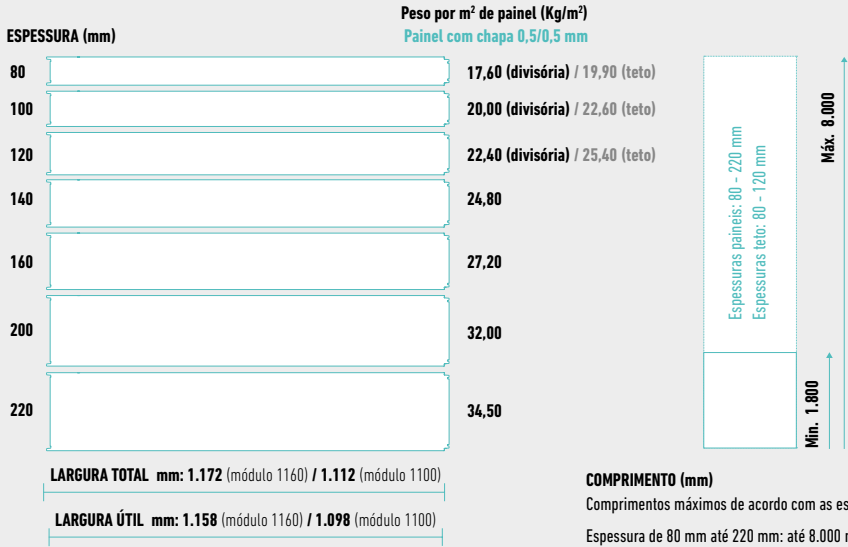 Peso por m² de painel (Kg/m²)
ESPESSURA (mm)
Painel com chapa 0,5/0,5 mm
80
17,60 (divisória) / 19,90 (teto)
100
20,00 (divisória) / 22,60 (teto)
120
22,40 (divisória) / 25,40 (teto)
140
24,80
160
27,20
200
32,00
220
34,50
LARGURA TOTAL mm: 1.172 (módulo 1160) / 1.112 (módulo 1100)
LARGURA ÚTIL mm: 1.158 (módulo 1160) / 1.098 (módulo 1100)
Espessuras paineis: 80 - 220 mm
Espessuras teto: 80 - 120 mm
Máx. 8.000
Min. 1.800
COMPRIMENTO (mm)
Comprimentos máximos de acordo com as
Espessura de 80 mm até 220 mm: até 8.000